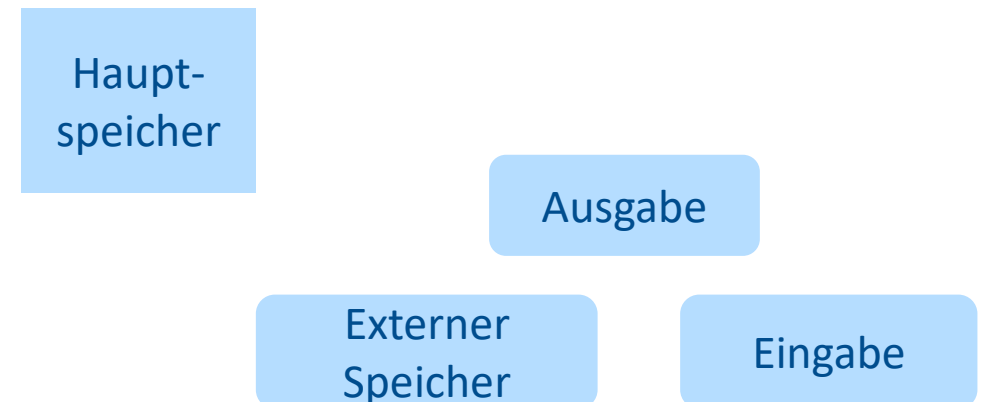 Haupt-
speicher
Ausgabe
Externer
Speicher
Eingabe